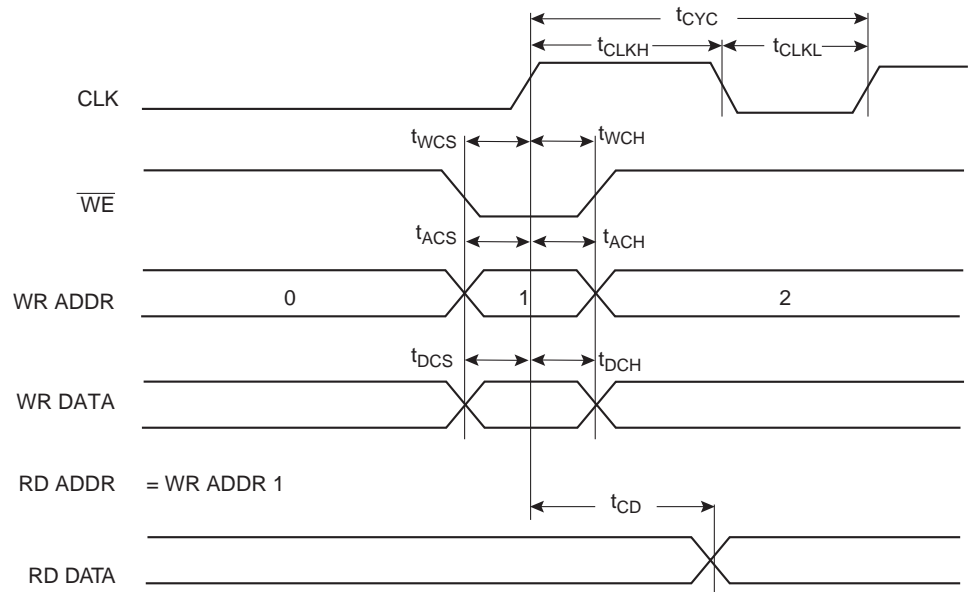 tCYC
tCLKH tCLKL
CLK
tWCS tWCH
WE
tACS tACH
WR ADDR 0 1 2
tDCS tDCH
WR DATA
RD ADDR = WR ADDR 1
tCD
RD DATA